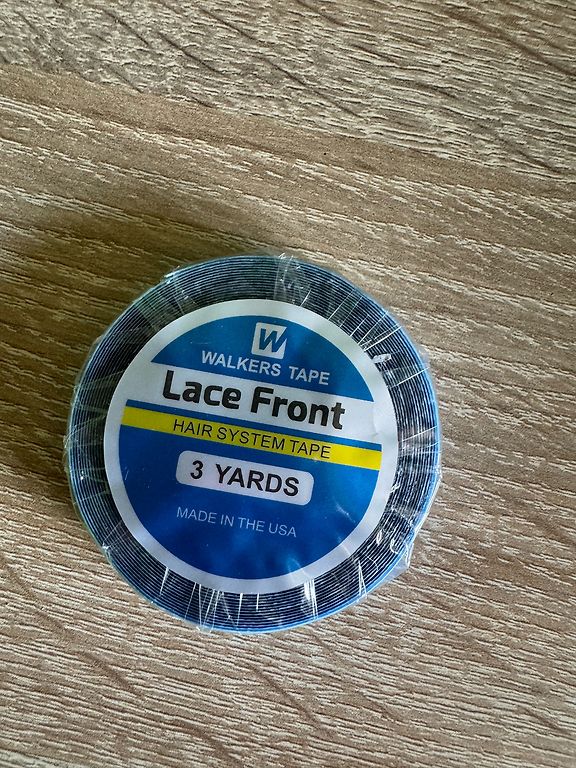 W
WALKERS TAPE
Lace Front
HAIR SYSTEM TAPE
3 YARDS
MADE IN THE USA